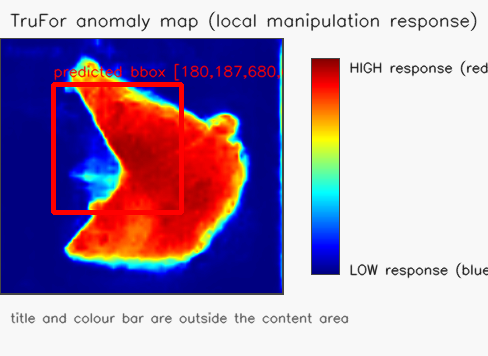 TruFor anomaly map (local manipulation response)
predicted bbox [180,187,680,
HIGH response (red
LOW response (blue
title and colour bar are outside the content area